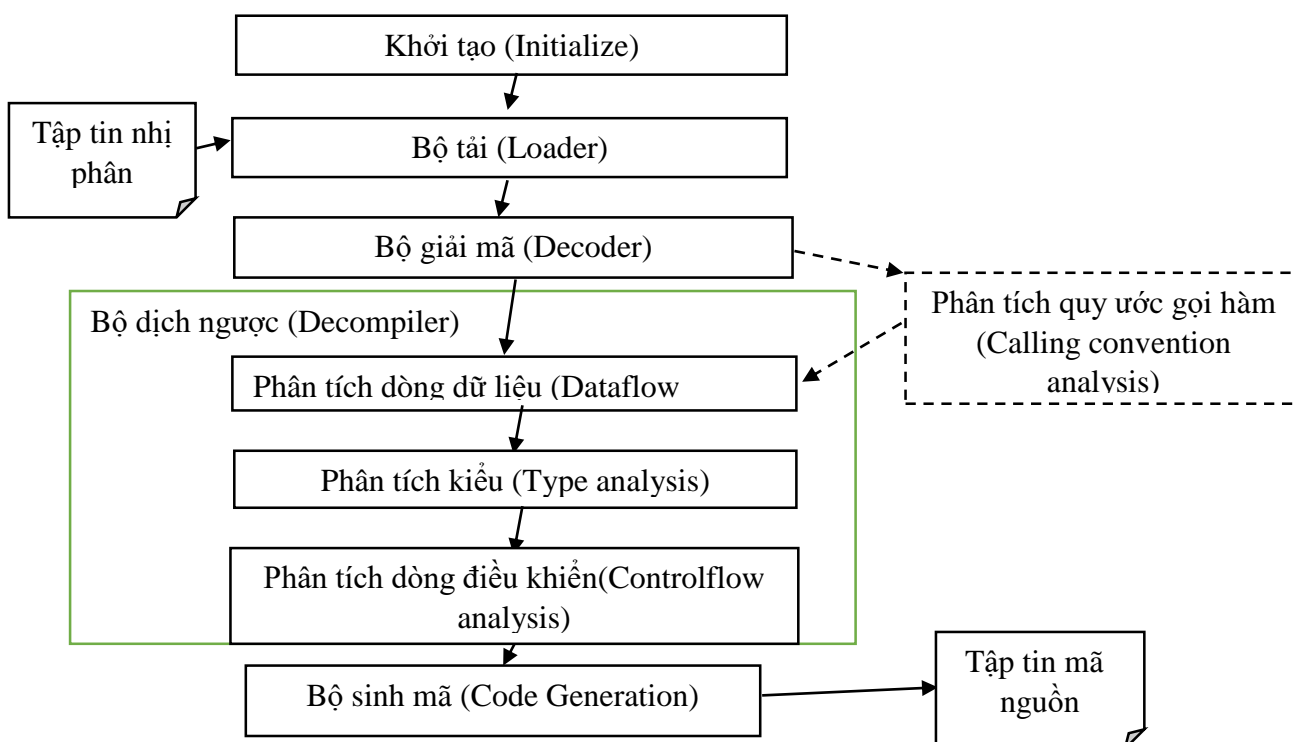 Khởi tạo (Initialize)
Tập tin nhị
phân
Bộ tải (Loader)
Bộ giải mã (Decoder)
Phân tích quy ước gọi hàm
(Calling convention
analysis)
Bộ dịch ngược (Decompiler)
Phân tích dòng dữ liệu (Dataflow
Phân tích kiểu (Type analysis)
Phân tích dòng điều khiển(Controlflow
analysis)
Bộ sinh mã (Code Generation)
Tập tin mã
nguồn